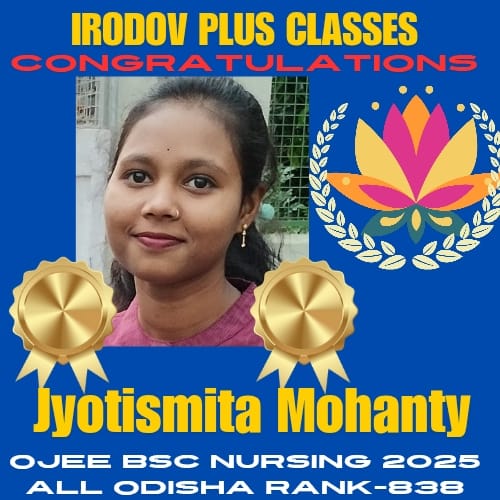 IRODOV PLUS CLASSES
CONGRATULATIONS
Jyotismita Mohanty
OJEE BSC NURSING 2025
ALL ODISHA RANK-838